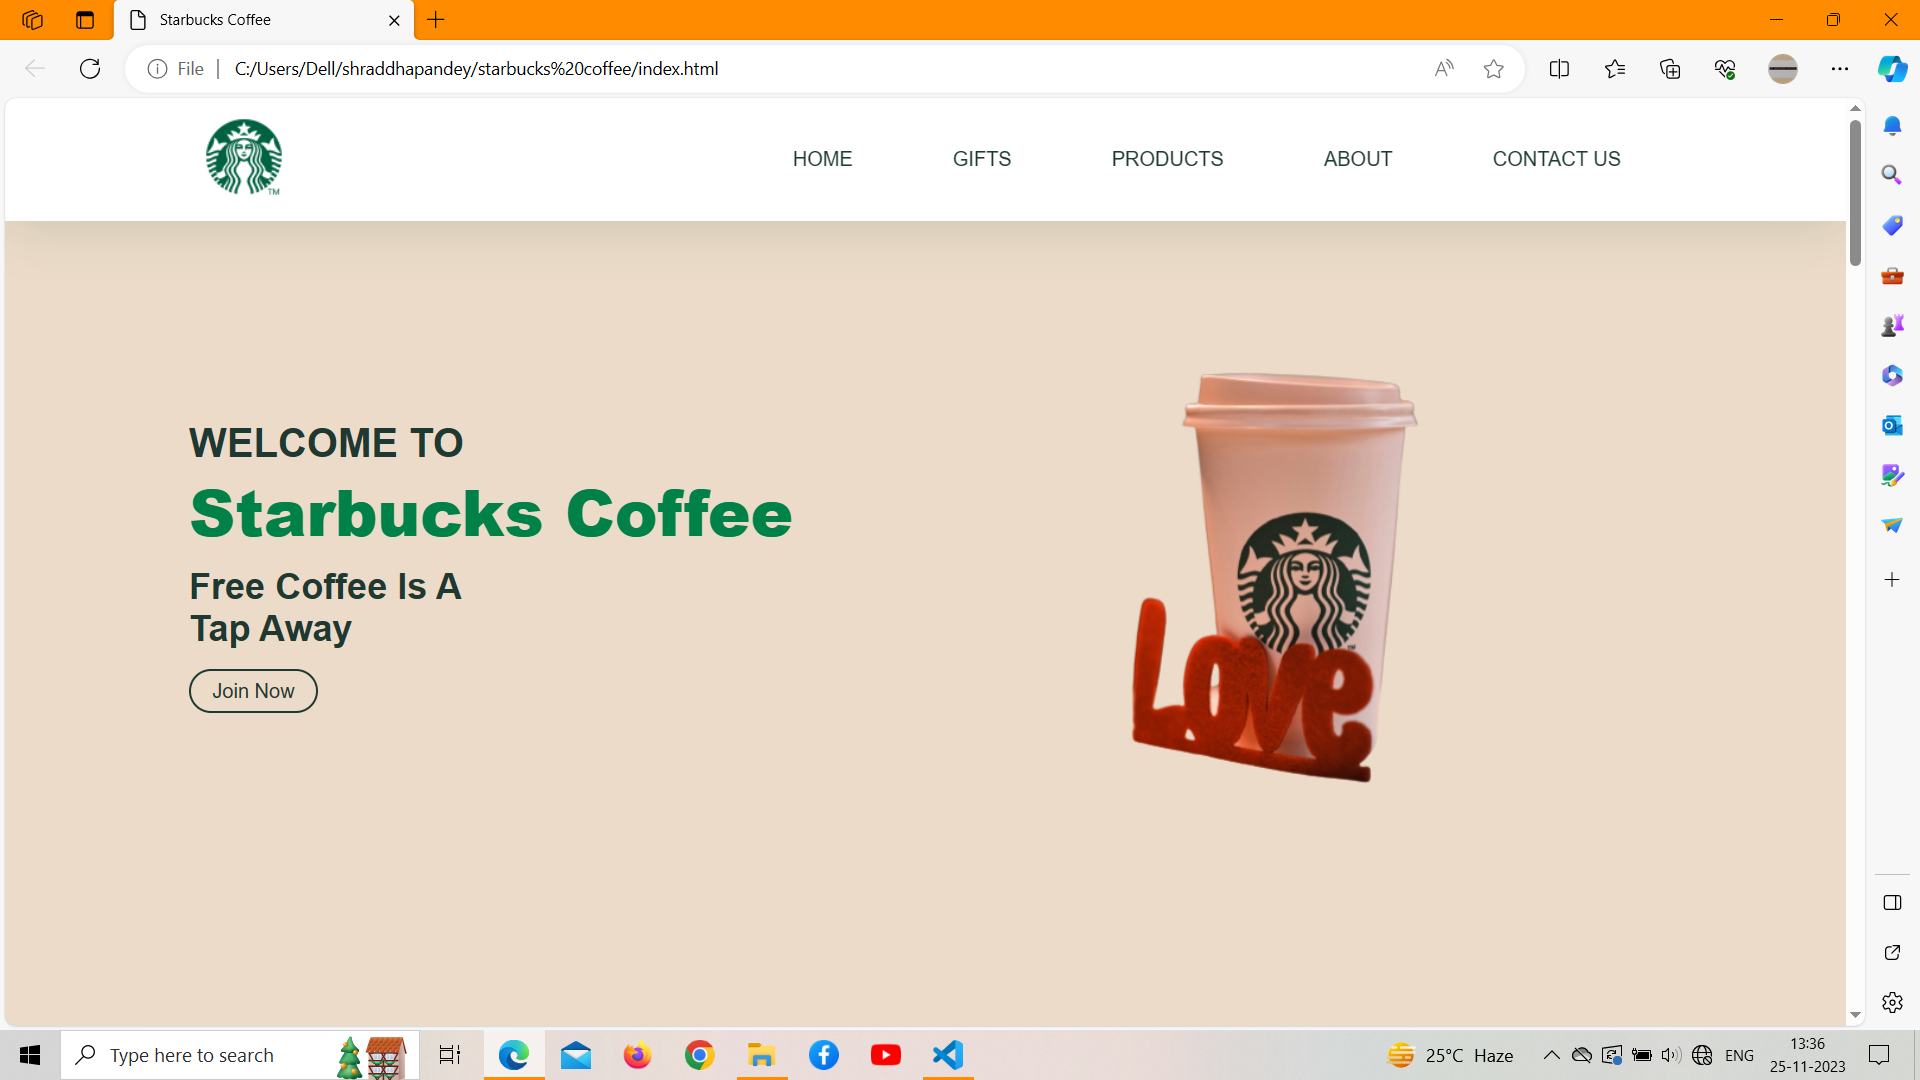 Starbucks Coffee
File
C:/Users/Dell/shraddhapandey/starbucks%20coffee/index.html
TM
HOME
GIFTS
PRODUCTS
ABOUT
CONTACT US
WELCOME TO
Starbucks Coffee
Free Coffee Is A
Tap Away
Join Now
TM
Love
Type here to search
25°C Haze
ENG
13:36
25-11-2023